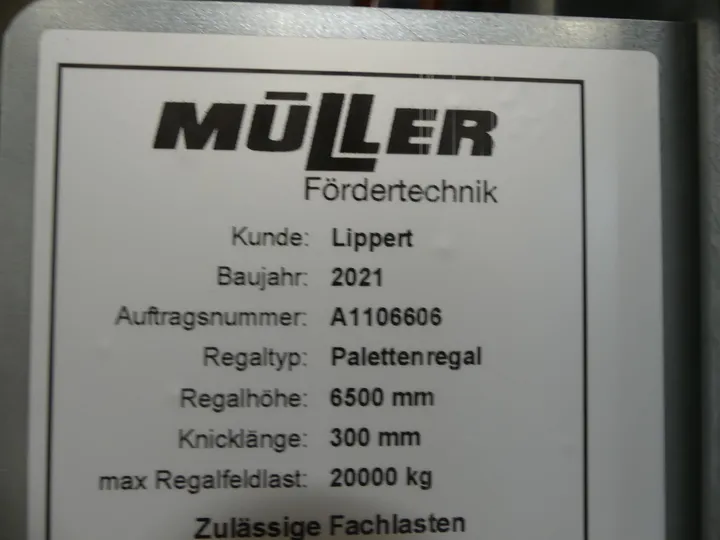 MÜLLER
Fördertechnik
Kunde: Lippert
Baujahr: 2021
Auftragsnummer: A1106606
Regaltyp: Palettenregal
Regalhöhe: 6500 mm
Knicklänge: 300 mm
max Regalfeldlast: 20000 kg
Zulässige Fachlasten